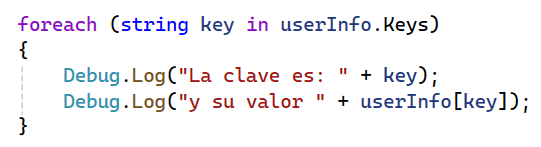 foreach (string key in userInfo.Keys)
{
    Debug.Log("La clave es: " + key);
    Debug.Log("y su valor " + userInfo[key]);
}